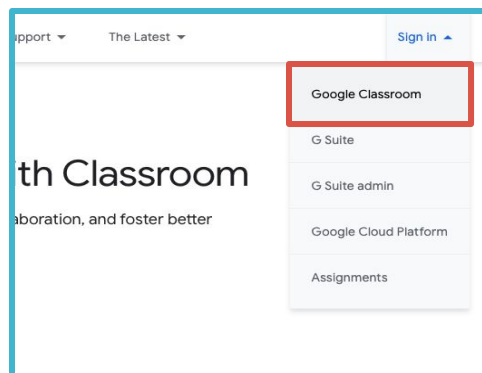 upport
The Latest
Sign in
Google Classroom
G Suite
ith Classroom
G Suite admin
aboration, and foster better
Google Cloud Platform
Assignments